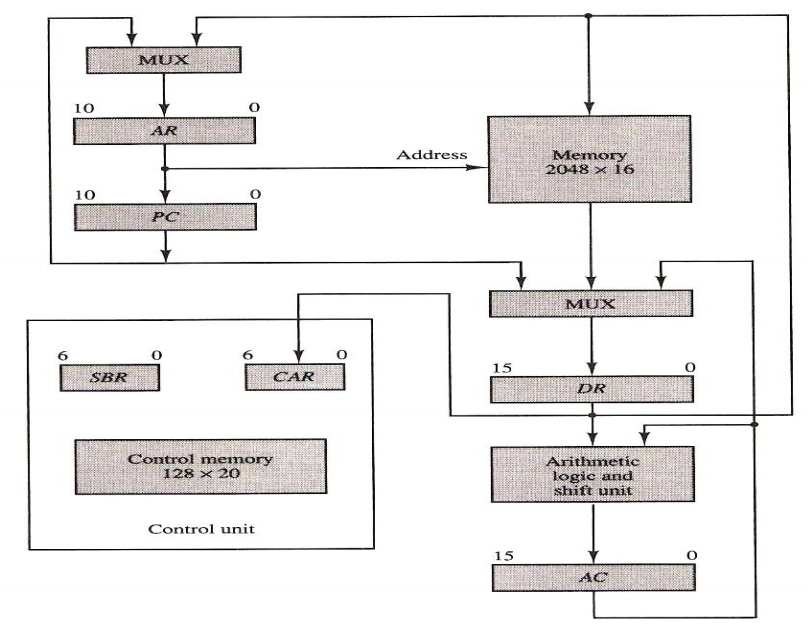 MUX
10 0
AR
Address
Memory
2048 × 16
10 0
PC
MUX
6 0
SBR
6 0
CAR
15 0
DR
Control memory
128 × 20
Arithmetic
logic and
shift unit
Control unit
15 0
AC